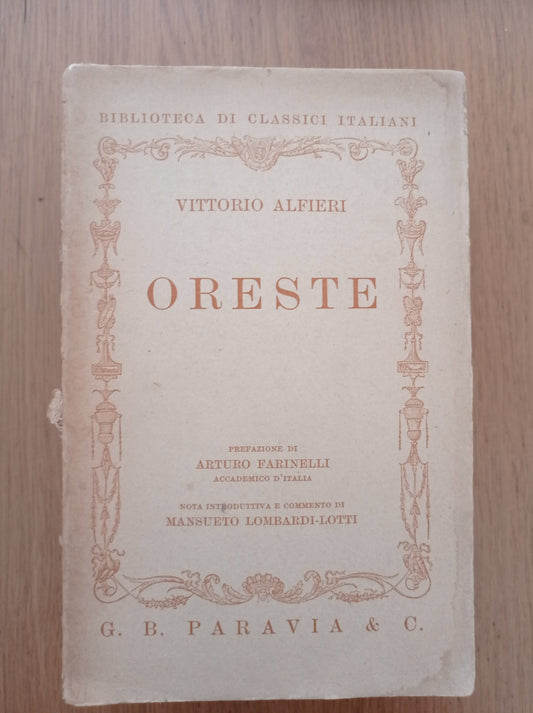 BIBLIOTECA DI CLASSICI ITALIANI
VITTORIO ALFIERI
ORESTE
PREFAZIONE DI
ARTURO FARINELLI
ACCADEMICO D'ITALIA
NOTA INTRODUTTIVA E COMMENTO DI
MANSUETO LOMBARDI-LOTTI
G. B. PARAVIA & C.